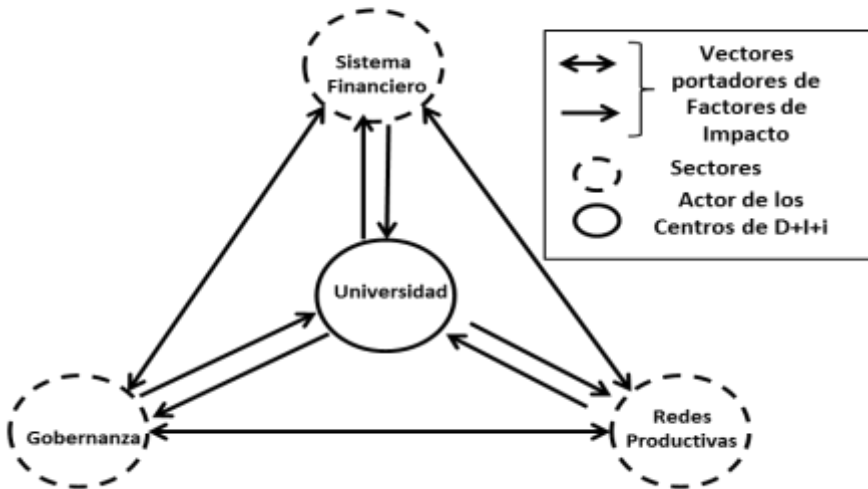 Sistema
Financiero
Universidad
Gobernanza
Redes
Productivas
Vectores
portadores de
Factores de
Impacto
Sectores
Actor de los
Centros de D+I+i